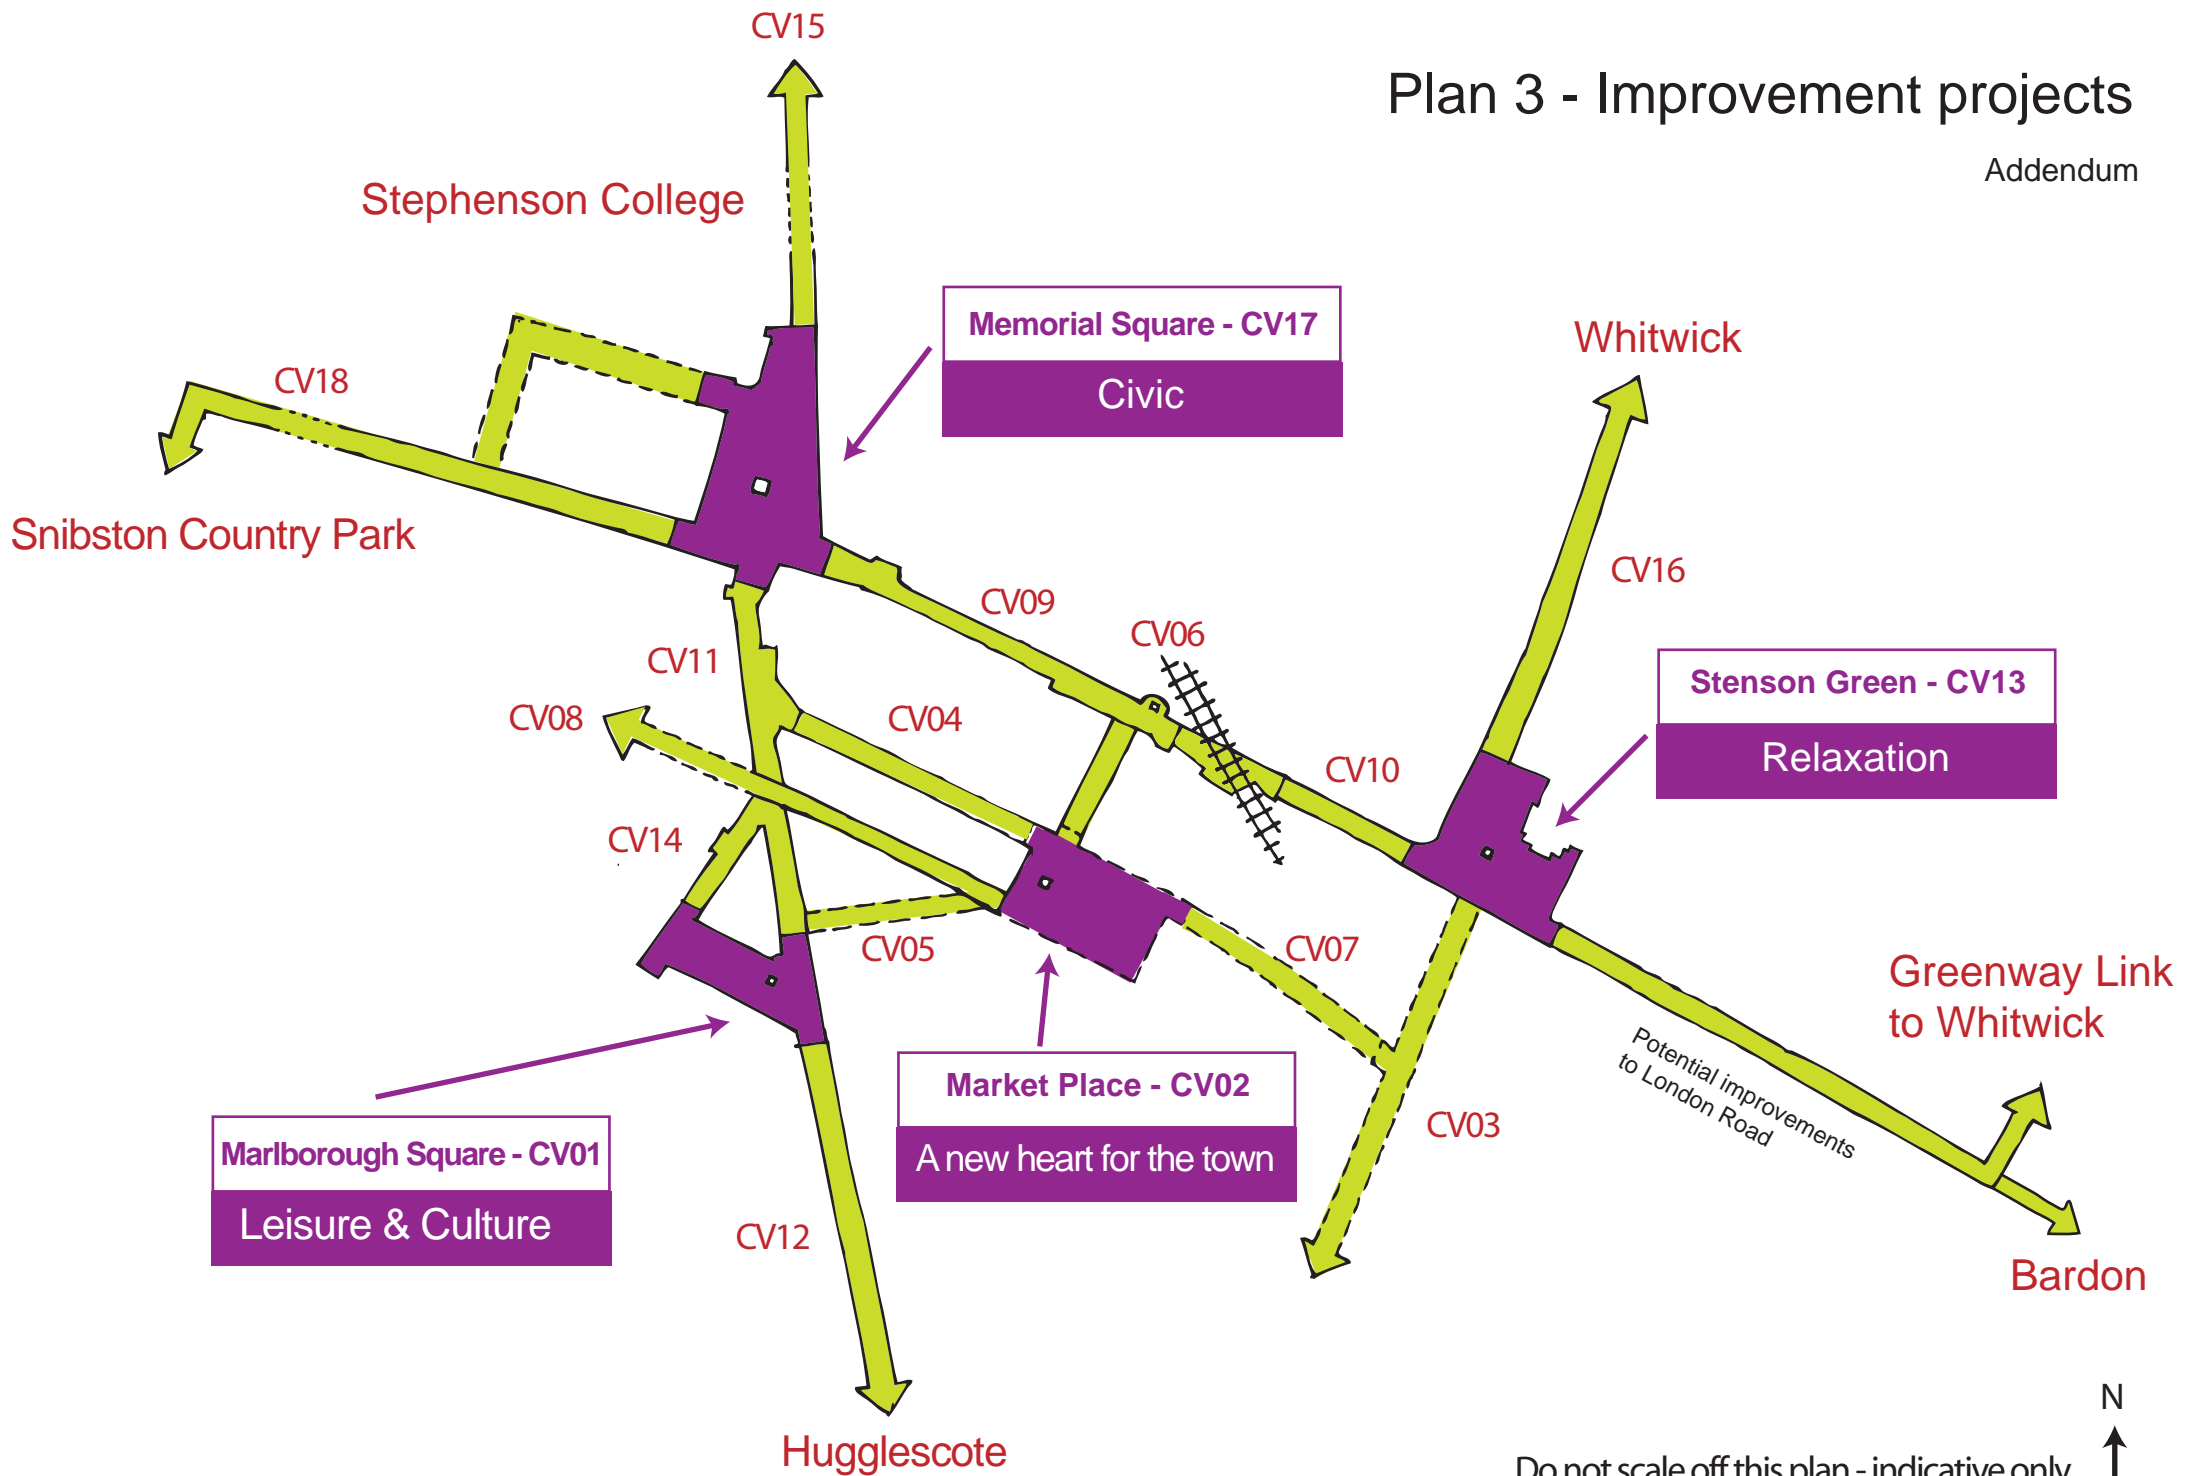 CV15
Plan 3 - Improvement projects
Addendum
Stephenson College
Memorial Square - CV17
Civic
Whitwick
CV18
Snibston Country Park
CV16
CV09
CV06
CV11
Stenson Green - CV13
Relaxation
CV08
CV04
CV10
CV14
CV05
CV07
Greenway Link
to Whitwick
Potential improvements
to London Road
Market Place - CV02
A new heart for the town
CV03
Marlborough Square - CV01
Leisure & Culture
CV12
Bardon
Hugglescote
N
Do not scale off this plan - indicative only